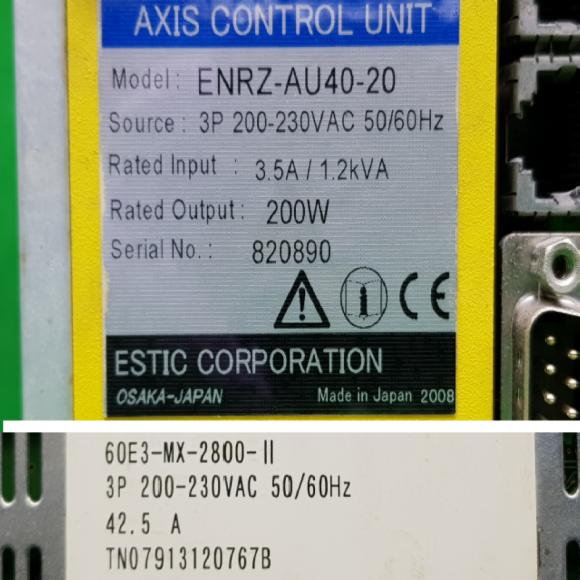 AXIS CONTROL UNIT
Model: ENRZ-AU40-20
Source : 3P 200-230VAC 50/60Hz
Rated Input : 3.5A / 1.2kVA
Rated Output : 200W
Serial No. : 820890
CE
ESTIC CORPORATION
OSAKA-JAPAN Made in Japan 2008
60E3-MX-2800-II
3P 200-230VAC 50/60Hz
42.5 A
TN07913120767B